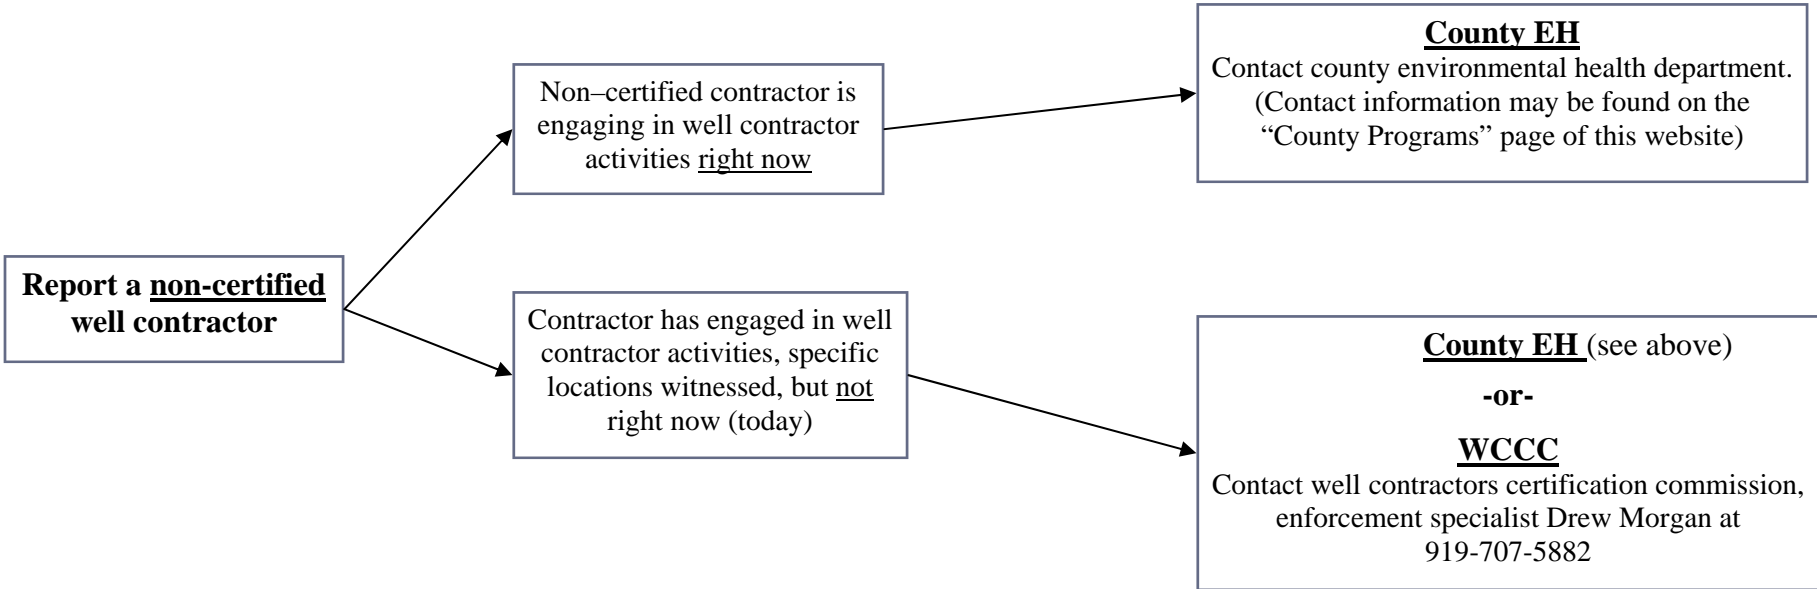 Report a non-certified
well contractor
Non–certified contractor is
engaging in well contractor
activities right now
County EH
Contact county environmental health department.
(Contact information may be found on the
“County Programs” page of this website)
Contractor has engaged in well
contractor activities, specific
locations witnessed, but not
right now (today)
County EH (see above)
-or-
WCCC
Contact well contractors certification commission,
enforcement specialist Drew Morgan at
919-707-5882